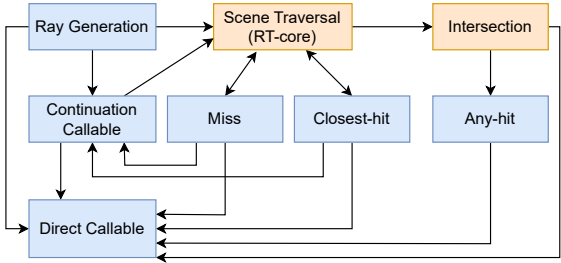 Ray Generation
Scene Traversal
(RT-core)
Intersection
Continuation
Callable
Miss
Closest-hit
Any-hit
Direct Callable